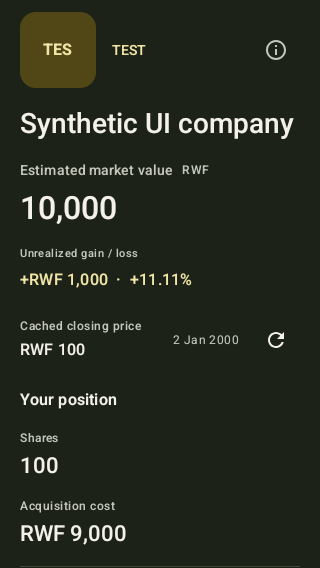 TES
TEST
Synthetic UI company
Estimated market value RWF
10,000
Unrealized gain / loss
+RWF 1,000 · +11.11%
Cached closing price
2 Jan 2000
RWF 100
Your position
Shares
100
Acquisition cost
RWF 9,000